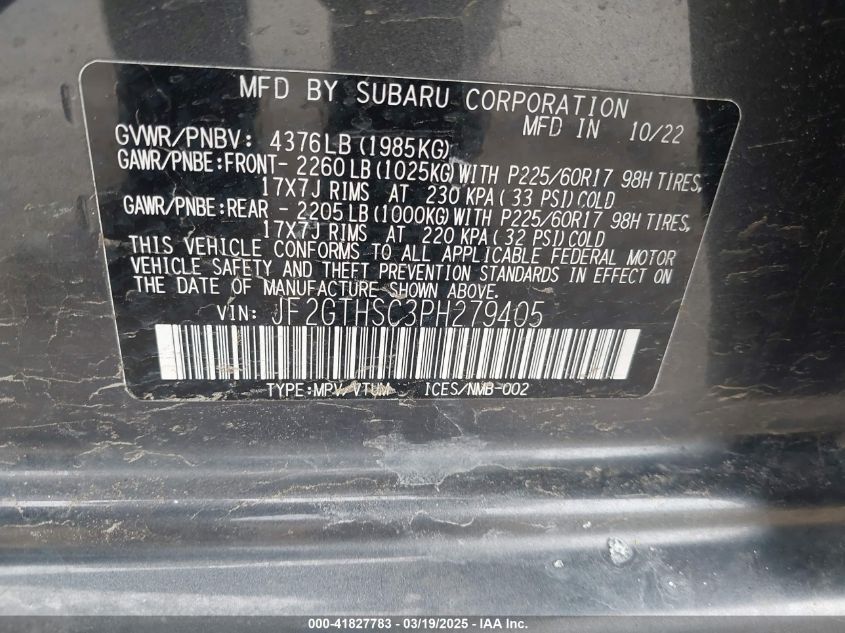 MFD BY SUBARU CORPORATION
MFD IN 10/22
GVWR/PNBV: 4376LB (1985KG)
GAWR/PNBE:FRONT- 2260LB (1025KG) WITH P225/60R17 98H TIRES,
17X7J RIMS AT 230 KPA (33 PSI) COLD
GAWR/PNBE:REAR - 2205LB (1000KG) WITH P225/60R17 98H TIRES,
17X7J RIMS AT 220 KPA (32 PSI) COLD
THIS VEHICLE CONFORMS TO ALL APPLICABLE FEDERAL MOTOR
VEHICLE SAFETY AND THEFT PREVENTION STANDARDS IN EFFECT ON
THE DATE OF MANUFACTURE SHOWN ABOVE.
VIN: JF2GTHSC3PH279405
TYPE:MPV/VTUM ICES/NMB-002
000-41827783 - 03/19/2025 - IAA Inc.